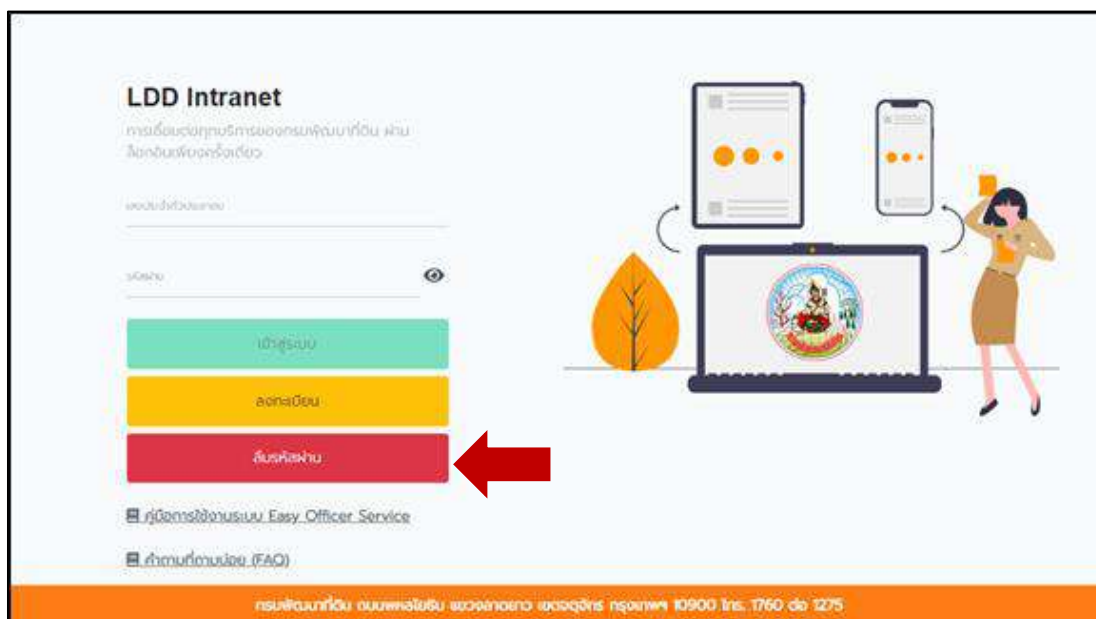 LDD Intranet
การเชื่อมต่อทุกบริการของกรมพัฒนาที่ดิน ผ่าน
ล็อกอินเพียงครั้งเดียว
เลขประจำตัวประชาชน
รหัสผ่าน
เข้าสู่ระบบ
ลงทะเบียน
ลืมรหัสผ่าน
คู่มือการใช้งานระบบ Easy Officer Service
คำถามที่ถามบ่อย (FAQ)
กรมพัฒนาที่ดิน ถนนพหลโยธิน แขวงลาดยาว เขตจตุจักร กรุงเทพฯ 10900 โทร. 1760 ต่อ 1275